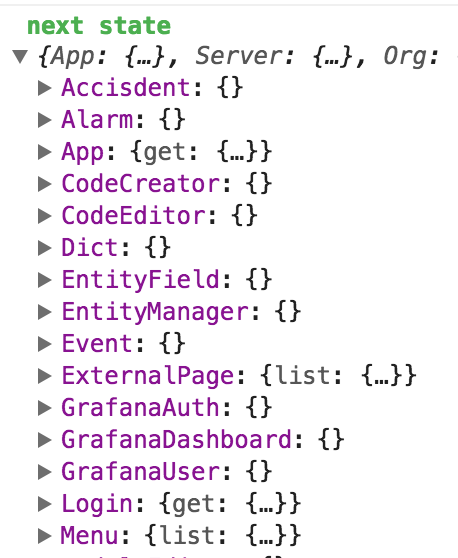 next state
▼ {App: {…}, Server: {…}, Org:
▶ Accisdent: {}
▶ Alarm: {}
▶ App: {get: {…}}
▶ CodeCreator: {}
▶ CodeEditor: {}
▶ Dict: {}
▶ EntityField: {}
▶ EntityManager: {}
▶ Event: {}
▶ ExternalPage: {list: {…}}
▶ GrafanaAuth: {}
▶ GrafanaDashboard: {}
▶ GrafanaUser: {}
▶ Login: {get: {…}}
▶ Menu: {list: {…}}